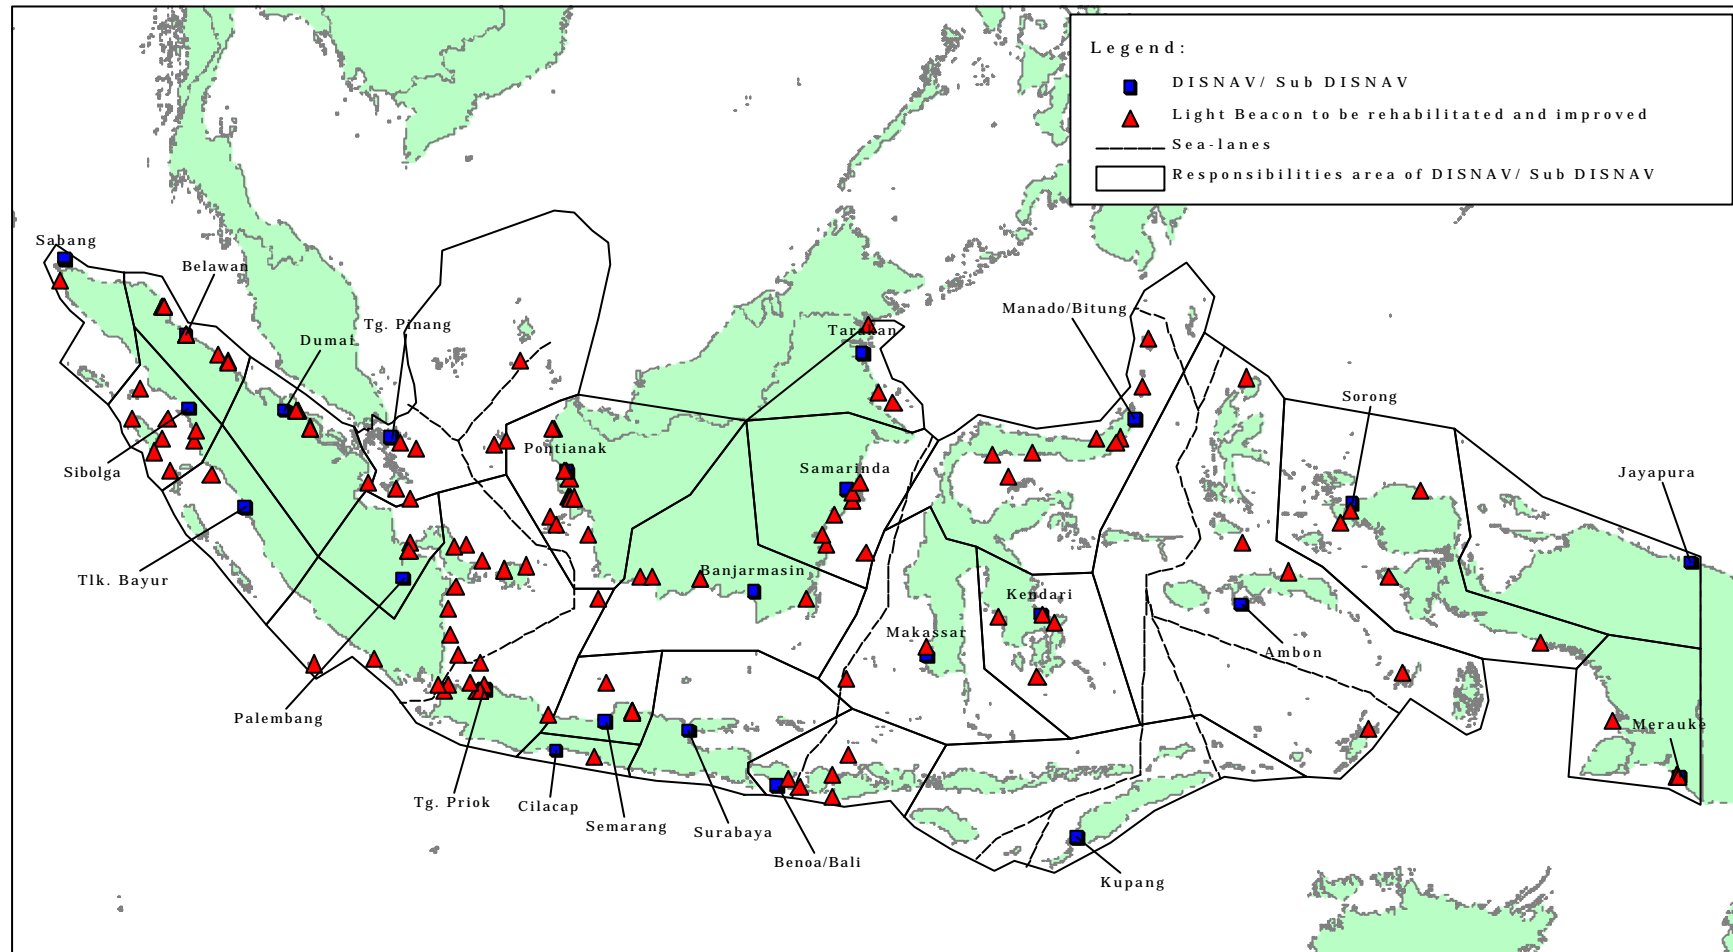 Legend:
DISNAV/ Sub DISNAV
Light Beacon to be rehabilitated and improved
Sea-lanes
Responsibilities area of DISNAV/ Sub DISNAV
Sabang
Belawan
Tg. Pinang
Dumai
Manado/Bitung
Tarakan
Sorong
Pontianak
Samarinda
Sibolga
Jayapura
Tlk. Bayur
Banjarmasin
Kendari
Makassar
Ambon
Palembang
Merauke
Tg. Priok
Cilacap
Semarang
Surabaya
Benoa/Bali
Kupang